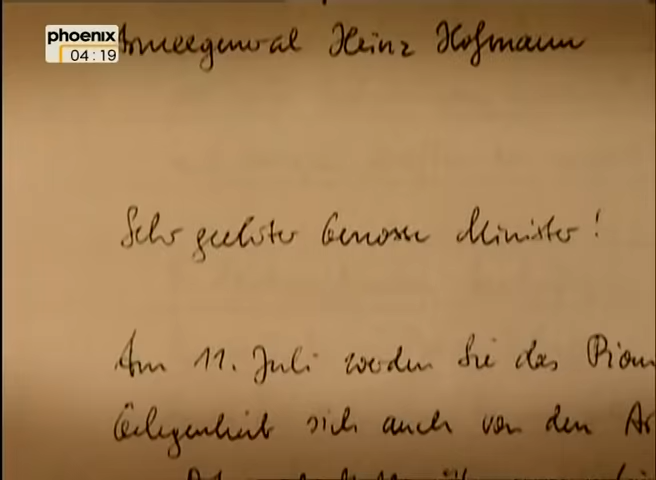 phoenix
04:19
Armeegeneral Heinz Hofmann
Sehr geehrter Genosse Minister!
Am 11. Juli werden Sie das
Gelegenheit sich auch von den